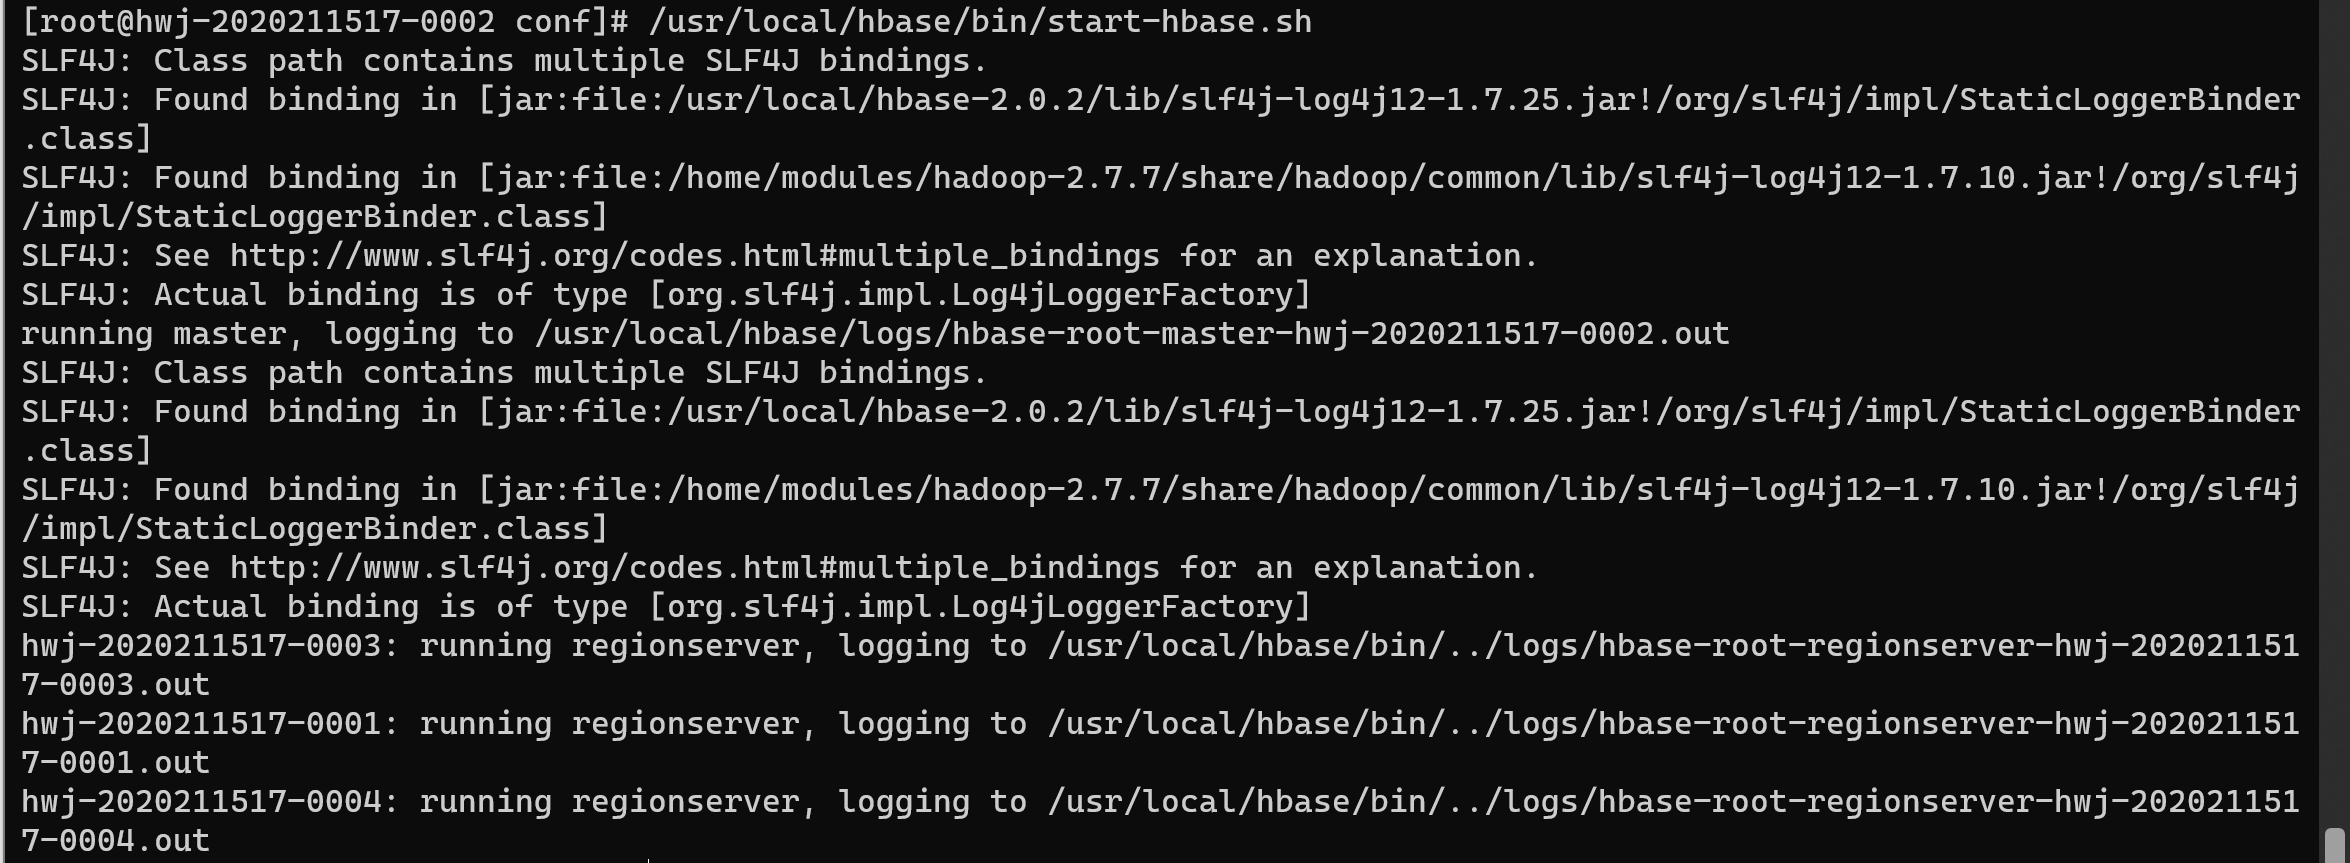 [root@hwj-2020211517-0002 conf]# /usr/local/hbase/bin/start-hbase.sh
SLF4J: Class path contains multiple SLF4J bindings.
SLF4J: Found binding in [jar:file:/usr/local/hbase-2.0.2/lib/slf4j-log4j12-1.7.25.jar!/org/slf4j/impl/StaticLoggerBinder
.class]
SLF4J: Found binding in [jar:file:/home/modules/hadoop-2.7.7/share/hadoop/common/lib/slf4j-log4j12-1.7.10.jar!/org/slf4j
/impl/StaticLoggerBinder.class]
SLF4J: See http://www.slf4j.org/codes.html#multiple_bindings for an explanation.
SLF4J: Actual binding is of type [org.slf4j.impl.Log4jLoggerFactory]
running master, logging to /usr/local/hbase/logs/hbase-root-master-hwj-2020211517-0002.out
SLF4J: Class path contains multiple SLF4J bindings.
SLF4J: Found binding in [jar:file:/usr/local/hbase-2.0.2/lib/slf4j-log4j12-1.7.25.jar!/org/slf4j/impl/StaticLoggerBinder
.class]
SLF4J: Found binding in [jar:file:/home/modules/hadoop-2.7.7/share/hadoop/common/lib/slf4j-log4j12-1.7.10.jar!/org/slf4j
/impl/StaticLoggerBinder.class]
SLF4J: See http://www.slf4j.org/codes.html#multiple_bindings for an explanation.
SLF4J: Actual binding is of type [org.slf4j.impl.Log4jLoggerFactory]
hwj-2020211517-0003: running regionserver, logging to /usr/local/hbase/bin/../logs/hbase-root-regionserver-hwj-202021151
7-0003.out
hwj-2020211517-0001: running regionserver, logging to /usr/local/hbase/bin/../logs/hbase-root-regionserver-hwj-202021151
7-0001.out
hwj-2020211517-0004: running regionserver, logging to /usr/local/hbase/bin/../logs/hbase-root-regionserver-hwj-202021151
7-0004.out